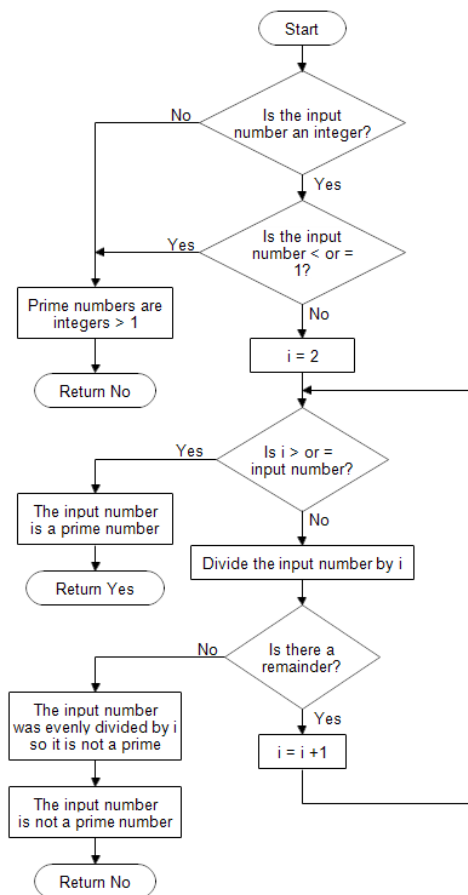 Start
Is the input
number an integer?
No
Yes
Is the input
number < or =
1?
Yes
No
Prime numbers are
integers > 1
Return No
i = 2
Is i > or =
input number?
Yes
No
The input number
is a prime number
Return Yes
Divide the input number by i
Is there a
remainder?
No
Yes
The input number
was evenly divided by i
so it is not a prime
i = i +1
The input number
is not a prime number
Return No